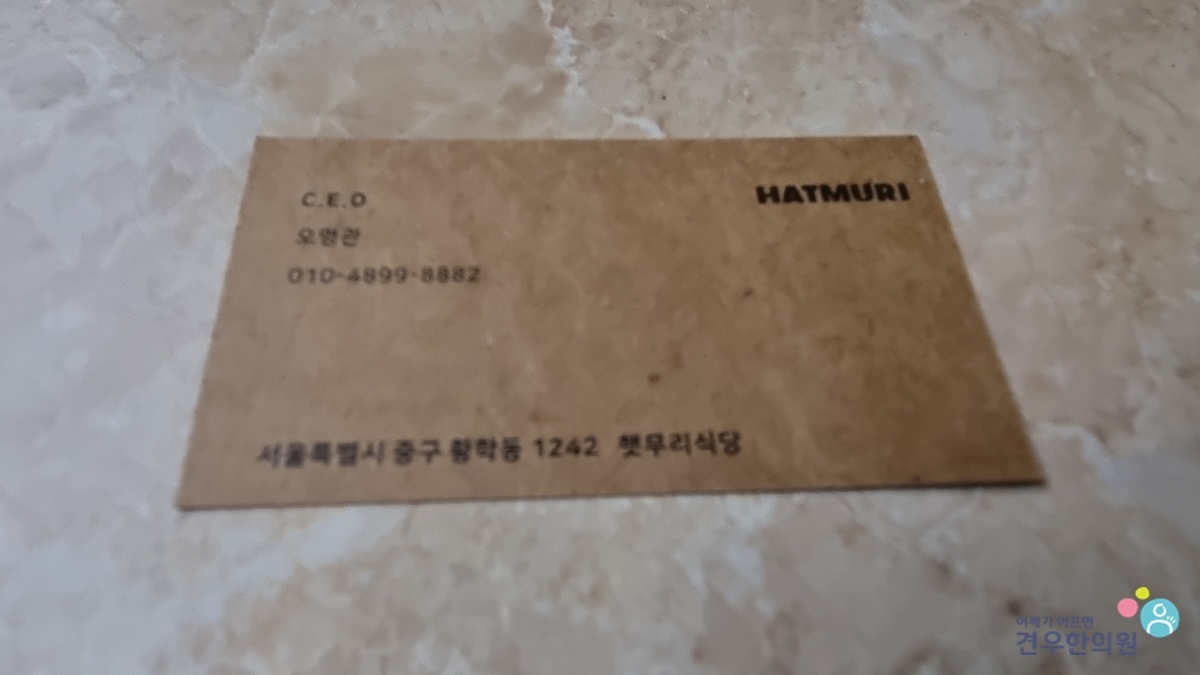 C.E.O
HATMURI
오명관
010-4899-8882
서울특별시 중구 황학동 1242 햇무리식당
어깨가 아프면
견우한의원